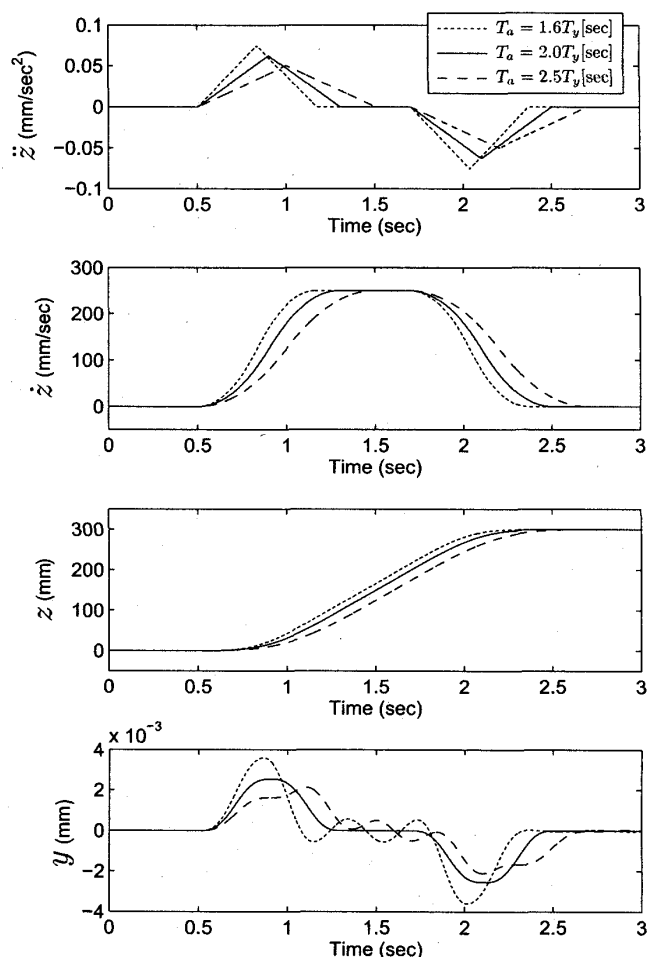 T_a = 1.6T_y[sec]
T_a = 2.0T_y[sec]
T_a = 2.5T_y[sec]
z̈ (mm/sec²)
0.05
0
−0.05
−0.1
0 0.5 1 1.5 2 2.5 3
Time (sec)
ż (mm/sec)
300
200
100
0
0 0.5 1 1.5 2 2.5 3
Time (sec)
z (mm)
300
200
100
0
0 0.5 1 1.5 2 2.5 3
Time (sec)
x 10⁻³
y (mm)
4
2
0
−2
−4
0 0.5 1 1.5 2 2.5 3
Time (sec)